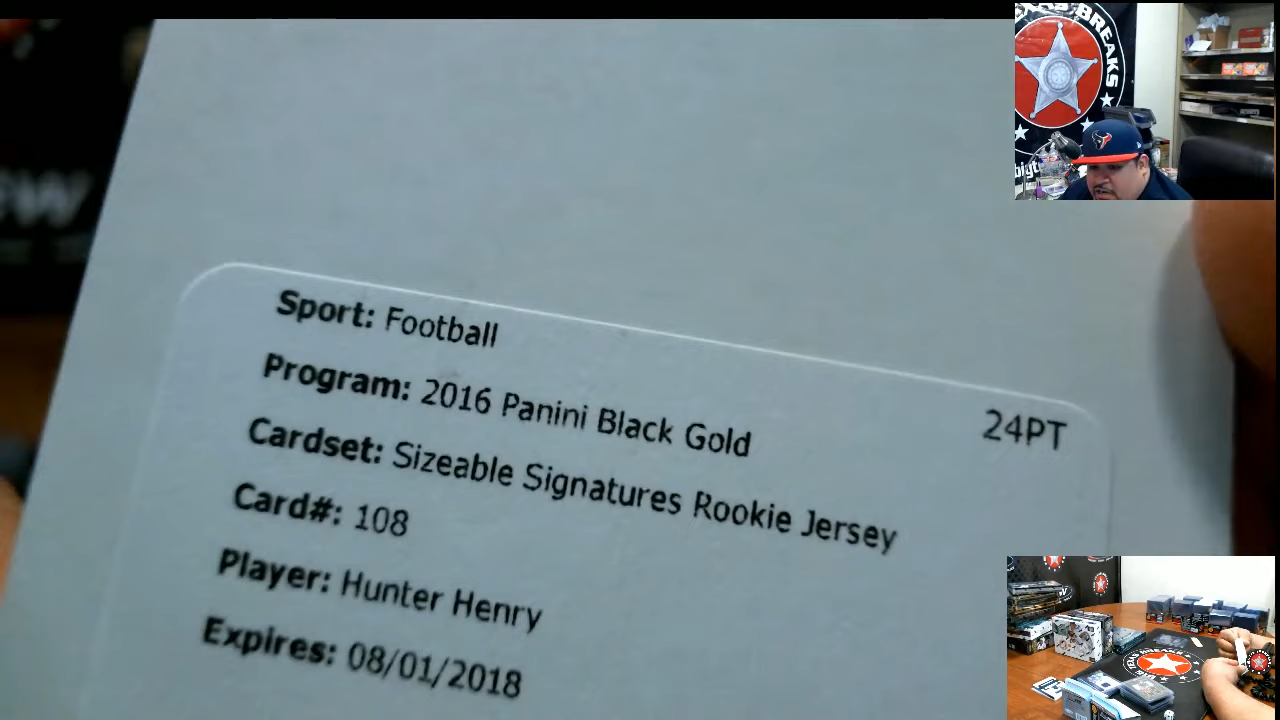 Sport: Football
Program: 2016 Panini Black Gold
24PT
Cardset: Sizeable Signatures Rookie Jersey
Card#: 108
Player: Hunter Henry
Expires: 08/01/2018
BREAKS